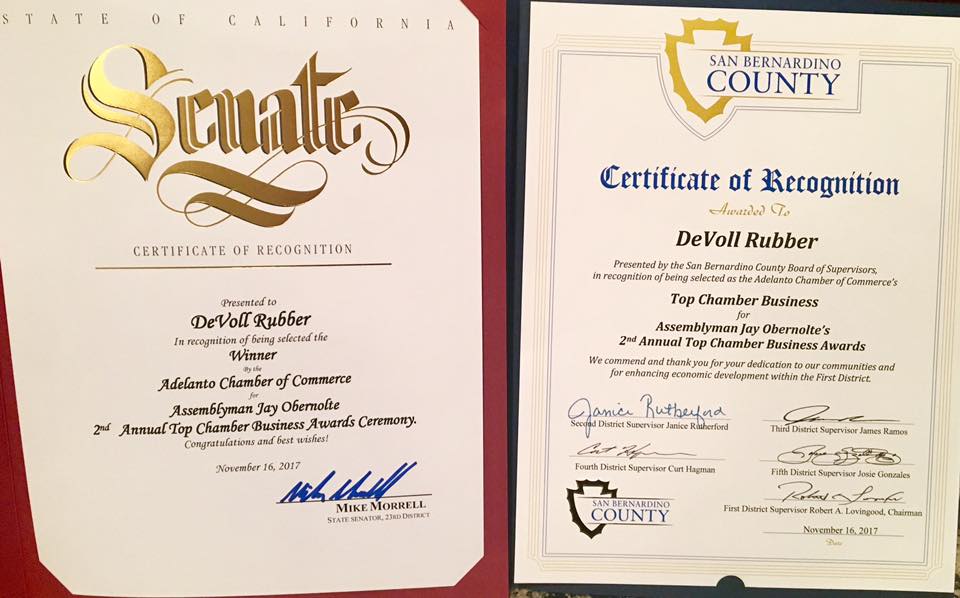 STATE OF CALIFORNIA
Senate
CERTIFICATE OF RECOGNITION
Presented to
DeVoll Rubber
In recognition of being selected the
Winner
By the
Adelanto Chamber of Commerce
for
Assemblyman Jay Obernolte
2nd Annual Top Chamber Business Awards Ceremony.
Congratulations and best wishes!
November 16, 2017
MIKE MORRELL
STATE SENATOR, 23RD DISTRICT
SAN BERNARDINO
COUNTY
Certificate of Recognition
Awarded To
DeVoll Rubber
Presented by the San Bernardino County Board of Supervisors,
in recognition of being selected as the Adelanto Chamber of Commerce's
Top Chamber Business
for
Assemblyman Jay Obernolte's
2nd Annual Top Chamber Business Awards
We commend and thank you for your dedication to our communities and
for enhancing economic development within the First District.
Janice Rutherford
Second District Supervisor Janice Rutherford
Third District Supervisor James Ramos
Fourth District Supervisor Curt Hagman
Fifth District Supervisor Josie Gonzales
SAN BERNARDINO
COUNTY
First District Supervisor Robert A. Lovingood, Chairman
November 16, 2017
Date